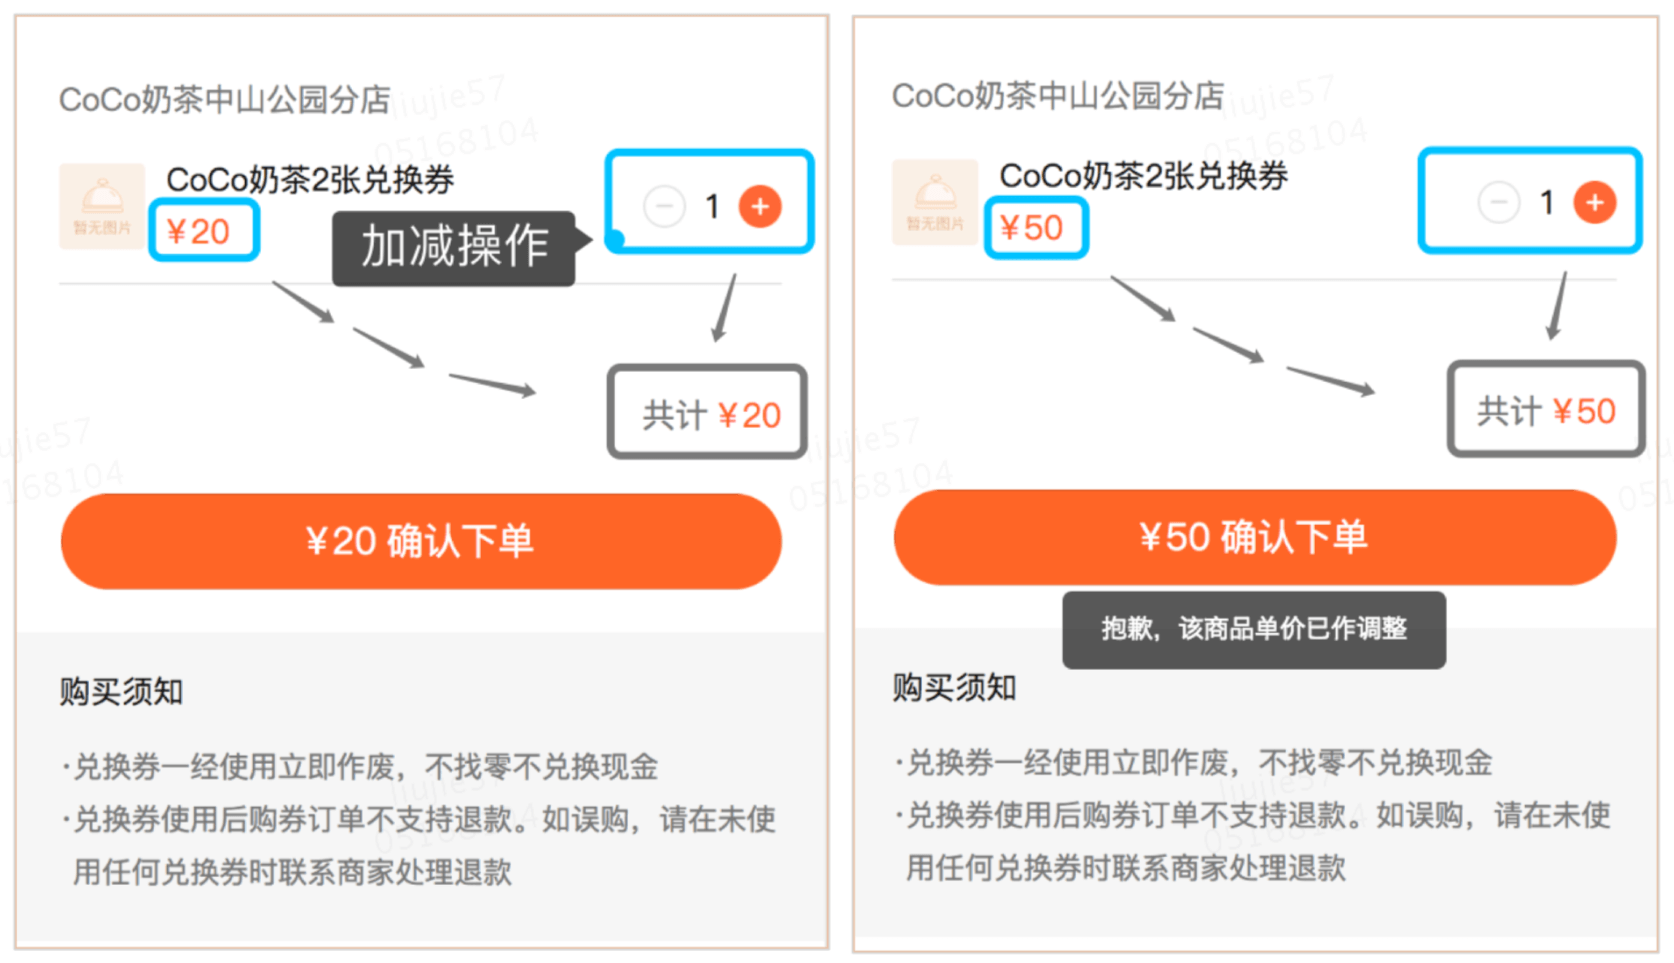 CoCo奶茶中山公园分店
CoCo奶茶2张兑换券
暂无图片
¥20
加减操作
1
共计 ¥20
¥20 确认下单
购买须知
·兑换券一经使用立即作废，不找零不兑换现金
·兑换券使用后购券订单不支持退款。如误购，请在未使
用任何兑换券时联系商家处理退款
CoCo奶茶中山公园分店
CoCo奶茶2张兑换券
暂无图片
¥50
1
共计 ¥50
¥50 确认下单
抱歉，该商品单价已作调整
购买须知
·兑换券一经使用立即作废，不找零不兑换现金
·兑换券使用后购券订单不支持退款。如误购，请在未使
用任何兑换券时联系商家处理退款
liujie57
05168104